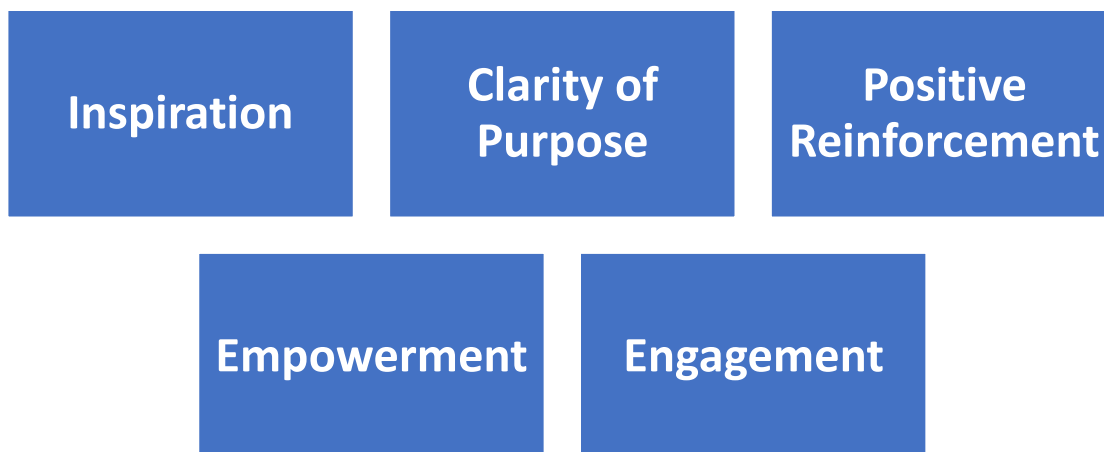 Inspiration
Clarity of
Purpose
Positive
Reinforcement
Empowerment
Engagement